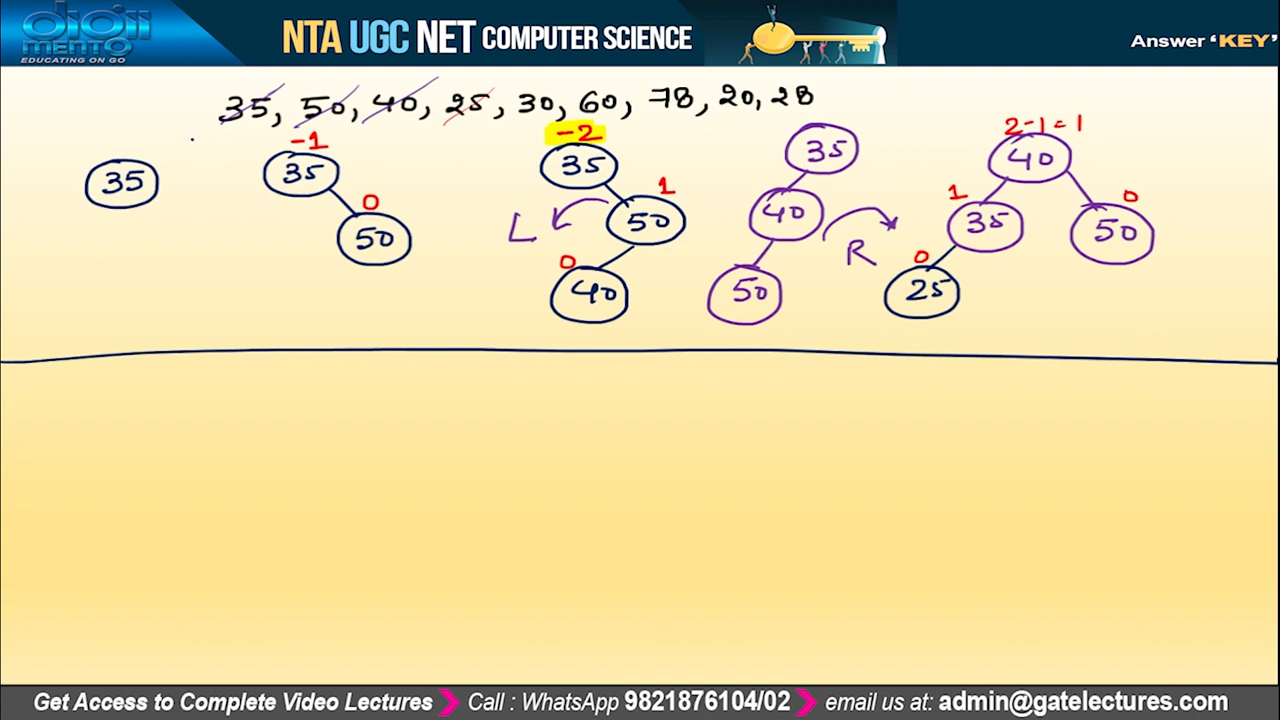 digii
MENTO
EDUCATING ON GO
NTA UGC NET COMPUTER SCIENCE
Answer ‘KEY’
35, 50, 40, 25, 30, 60, 78, 20, 28
-1 -2 2-1=1
35 35 35 35 40
0 1 1 0
50 L 50 40 R 35 50
0 0
40 50 25
Get Access to Complete Video Lectures Call : WhatsApp 9821876104/02 email us at: admin@gatelectures.com